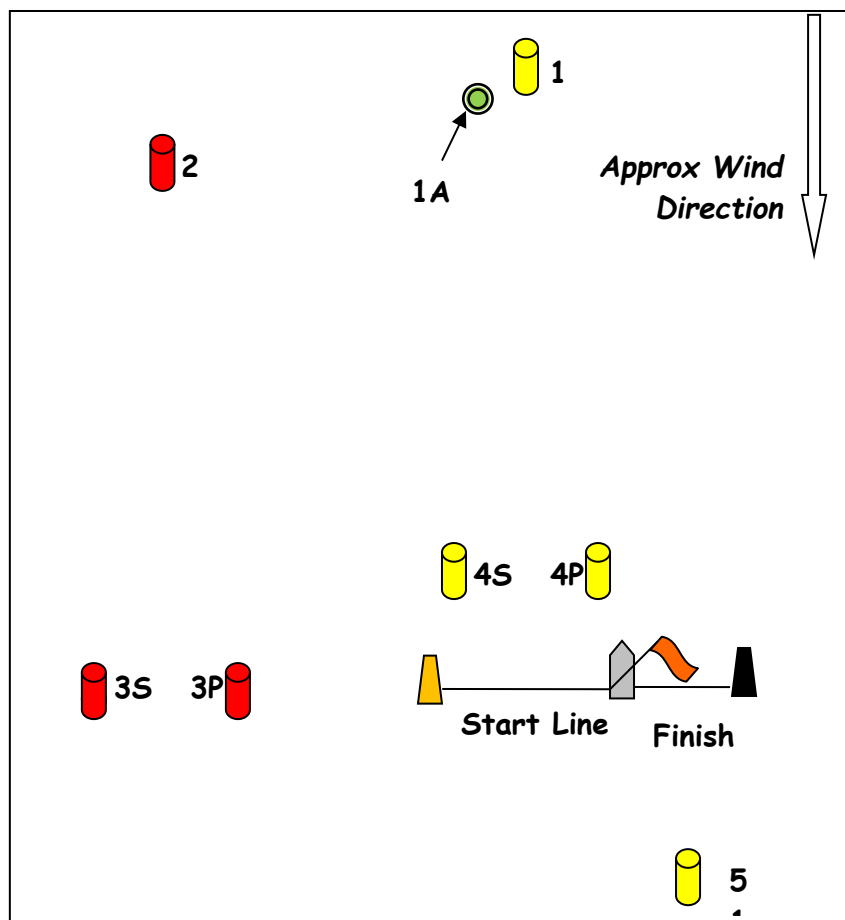 1
2
1A
Approx Wind
Direction
4S 4P
3S 3P
Start Line
Finish
5